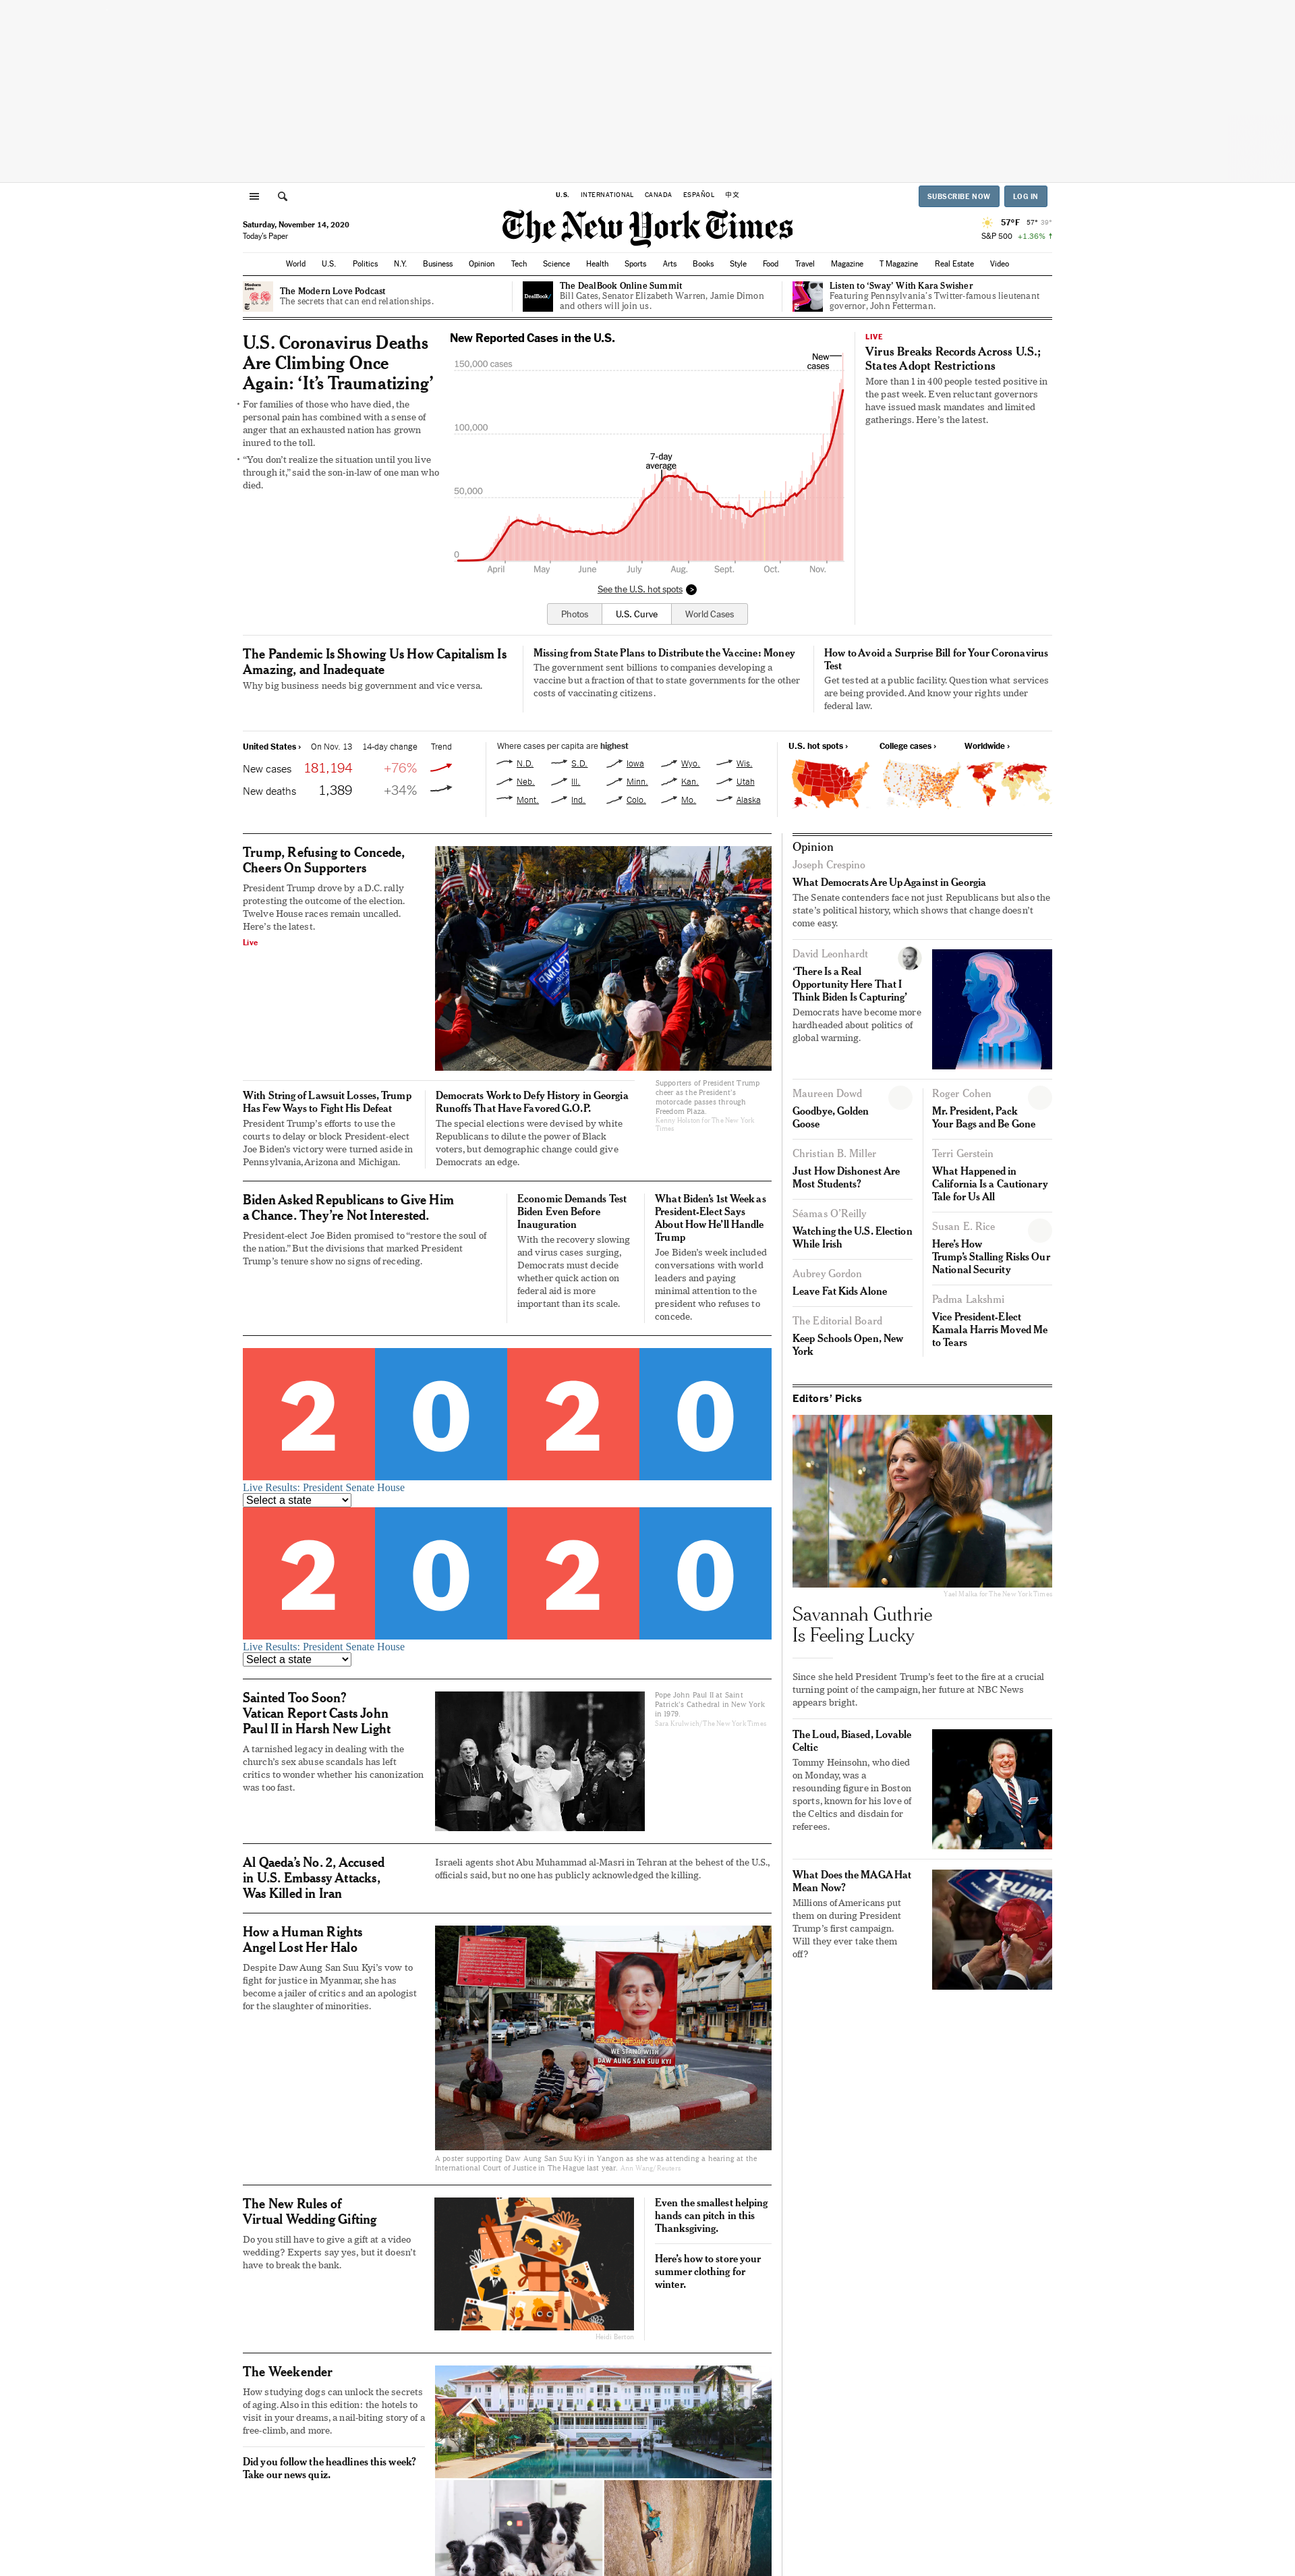 U.S.
INTERNATIONAL
CANADA
ESPAÑOL
中文
SUBSCRIBE NOW
LOG IN
Saturday, November 14, 2020
Today's Paper
The New York Times
57°F 57° 39°
S&P 500 +1.36% ↑
World
U.S.
Politics
N.Y.
Business
Opinion
Tech
Science
Health
Sports
Arts
Books
Style
Food
Travel
Magazine
T Magazine
Real Estate
Video
The Modern Love Podcast
The secrets that can end relationships.
DealBook/
The DealBook Online Summit
Bill Gates, Senator Elizabeth Warren, Jamie Dimon
and others will join us.
Listen to ‘Sway’ With Kara Swisher
Featuring Pennsylvania’s Twitter-famous lieutenant
governor, John Fetterman.
U.S. Coronavirus Deaths
Are Climbing Once
Again: ‘It’s Traumatizing’
For families of those who have died, the
personal pain has combined with a sense of
anger that an exhausted nation has grown
inured to the toll.
“You don’t realize the situation until you live
through it,” said the son-in-law of one man who
died.
New Reported Cases in the U.S.
150,000 cases
100,000
50,000
0
New
cases
7-day
average
April
May
June
July
Aug.
Sept.
Oct.
Nov.
See the U.S. hot spots
Photos
U.S. Curve
World Cases
LIVE
Virus Breaks Records Across U.S.;
States Adopt Restrictions
More than 1 in 400 people tested positive in
the past week. Even reluctant governors
have issued mask mandates and limited
gatherings. Here’s the latest.
The Pandemic Is Showing Us How Capitalism Is
Amazing, and Inadequate
Why big business needs big government and vice versa.
Missing from State Plans to Distribute the Vaccine: Money
The government sent billions to companies developing a
vaccine but a fraction of that to state governments for the other
costs of vaccinating citizens.
How to Avoid a Surprise Bill for Your Coronavirus
Test
Get tested at a public facility. Question what services
are being provided. And know your rights under
federal law.
United States › On Nov. 13 14-day change Trend
New cases 181,194 +76%
New deaths 1,389 +34%
Where cases per capita are highest
N.D. S.D. Iowa Wyo. Wis.
Neb. Ill. Minn. Kan. Utah
Mont. Ind. Colo. Mo. Alaska
U.S. hot spots ›
College cases ›
Worldwide ›
Trump, Refusing to Concede,
Cheers On Supporters
President Trump drove by a D.C. rally
protesting the outcome of the election.
Twelve House races remain uncalled.
Here’s the latest.
Live
TRUMP
Supporters of President Trump
cheer as the President's
motorcade passes through
Freedom Plaza.
Kenny Holston for The New York
Times
With String of Lawsuit Losses, Trump
Has Few Ways to Fight His Defeat
President Trump’s efforts to use the
courts to delay or block President-elect
Joe Biden’s victory were turned aside in
Pennsylvania, Arizona and Michigan.
Democrats Work to Defy History in Georgia
Runoffs That Have Favored G.O.P.
The special elections were devised by white
Republicans to dilute the power of Black
voters, but demographic change could give
Democrats an edge.
Biden Asked Republicans to Give Him
a Chance. They’re Not Interested.
President-elect Joe Biden promised to “restore the soul of
the nation.” But the divisions that marked President
Trump’s tenure show no signs of receding.
Economic Demands Test
Biden Even Before
Inauguration
With the recovery slowing
and virus cases surging,
Democrats must decide
whether quick action on
federal aid is more
important than its scale.
What Biden’s 1st Week as
President-Elect Says
About How He’ll Handle
Trump
Joe Biden’s week included
conversations with world
leaders and paying
minimal attention to the
president who refuses to
concede.
2020
Live Results: President Senate House
Select a state
2020
Live Results: President Senate House
Select a state
Sainted Too Soon?
Vatican Report Casts John
Paul II in Harsh New Light
A tarnished legacy in dealing with the
church’s sex abuse scandals has left
critics to wonder whether his canonization
was too fast.
Pope John Paul II at Saint
Patrick's Cathedral in New York
in 1979.
Sara Krulwich/The New York Times
Al Qaeda’s No. 2, Accused
in U.S. Embassy Attacks,
Was Killed in Iran
Israeli agents shot Abu Muhammad al-Masri in Tehran at the behest of the U.S.,
officials said, but no one has publicly acknowledged the killing.
How a Human Rights
Angel Lost Her Halo
Despite Daw Aung San Suu Kyi’s vow to
fight for justice in Myanmar, she has
become a jailer of critics and an apologist
for the slaughter of minorities.
WE STAND WITH
DAW AUNG SAN SUU KYI
A poster supporting Daw Aung San Suu Kyi in Yangon as she was attending a hearing at the
International Court of Justice in The Hague last year. Ann Wang/Reuters
The New Rules of
Virtual Wedding Gifting
Do you still have to give a gift at a video
wedding? Experts say yes, but it doesn’t
have to break the bank.
Heidi Berton
Even the smallest helping
hands can pitch in this
Thanksgiving.
Here’s how to store your
summer clothing for
winter.
The Weekender
How studying dogs can unlock the secrets
of aging. Also in this edition: the hotels to
visit in your dreams, a nail-biting story of a
free-climb, and more.
Did you follow the headlines this week?
Take our news quiz.
Opinion
Joseph Crespino
What Democrats Are Up Against in Georgia
The Senate contenders face not just Republicans but also the
state’s political history, which shows that change doesn’t
come easy.
David Leonhardt
‘There Is a Real
Opportunity Here That I
Think Biden Is Capturing’
Democrats have become more
hardheaded about politics of
global warming.
Maureen Dowd
Goodbye, Golden
Goose
Christian B. Miller
Just How Dishonest Are
Most Students?
Séamas O’Reilly
Watching the U.S. Election
While Irish
Aubrey Gordon
Leave Fat Kids Alone
The Editorial Board
Keep Schools Open, New
York
Roger Cohen
Mr. President, Pack
Your Bags and Be Gone
Terri Gerstein
What Happened in
California Is a Cautionary
Tale for Us All
Susan E. Rice
Here’s How
Trump’s Stalling Risks Our
National Security
Padma Lakshmi
Vice President-Elect
Kamala Harris Moved Me
to Tears
Editors’ Picks
Yael Malka for The New York Times
Savannah Guthrie
Is Feeling Lucky
Since she held President Trump’s feet to the fire at a crucial
turning point of the campaign, her future at NBC News
appears bright.
The Loud, Biased, Lovable
Celtic
Tommy Heinsohn, who died
on Monday, was a
resounding figure in Boston
sports, known for his love of
the Celtics and disdain for
referees.
What Does the MAGA Hat
Mean Now?
Millions of Americans put
them on during President
Trump’s first campaign.
Will they ever take them
off?
TRUMP